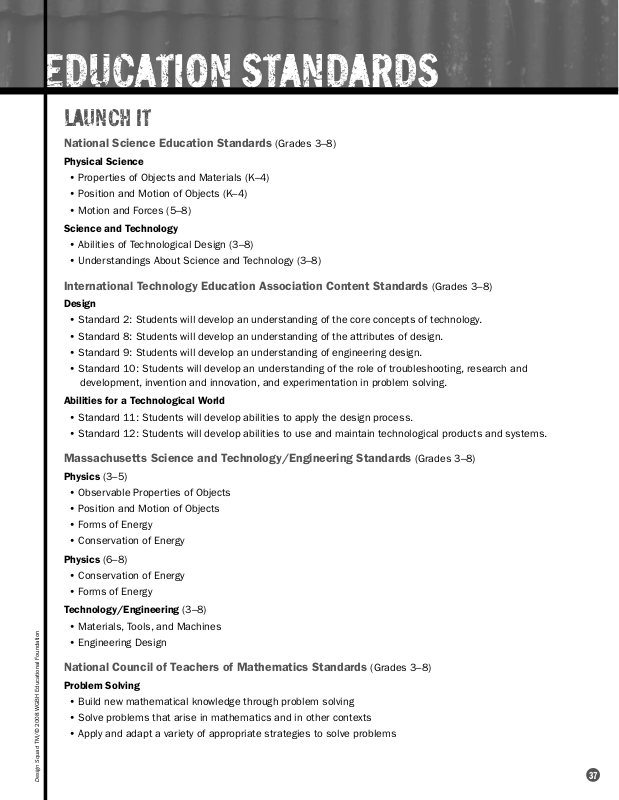 EDUCATION STANDARDS
LAUNCH IT
National Science Education Standards (Grades 3–8)
Physical Science
• Properties of Objects and Materials (K–4)
• Position and Motion of Objects (K–4)
• Motion and Forces (5–8)
Science and Technology
• Abilities of Technological Design (3–8)
• Understandings About Science and Technology (3–8)
International Technology Education Association Content Standards (Grades 3–8)
Design
• Standard 2: Students will develop an understanding of the core concepts of technology.
• Standard 8: Students will develop an understanding of the attributes of design.
• Standard 9: Students will develop an understanding of engineering design.
• Standard 10: Students will develop an understanding of the role of troubleshooting, research and
development, invention and innovation, and experimentation in problem solving.
Abilities for a Technological World
• Standard 11: Students will develop abilities to apply the design process.
• Standard 12: Students will develop abilities to use and maintain technological products and systems.
Massachusetts Science and Technology/Engineering Standards (Grades 3–8)
Physics (3–5)
• Observable Properties of Objects
• Position and Motion of Objects
• Forms of Energy
• Conservation of Energy
Physics (6–8)
• Conservation of Energy
• Forms of Energy
Technology/Engineering (3–8)
• Materials, Tools, and Machines
• Engineering Design
National Council of Teachers of Mathematics Standards (Grades 3–8)
Problem Solving
• Build new mathematical knowledge through problem solving
• Solve problems that arise in mathematics and in other contexts
• Apply and adapt a variety of appropriate strategies to solve problems
Design Squad TM/© 2008 WGBH Educational Foundation
37